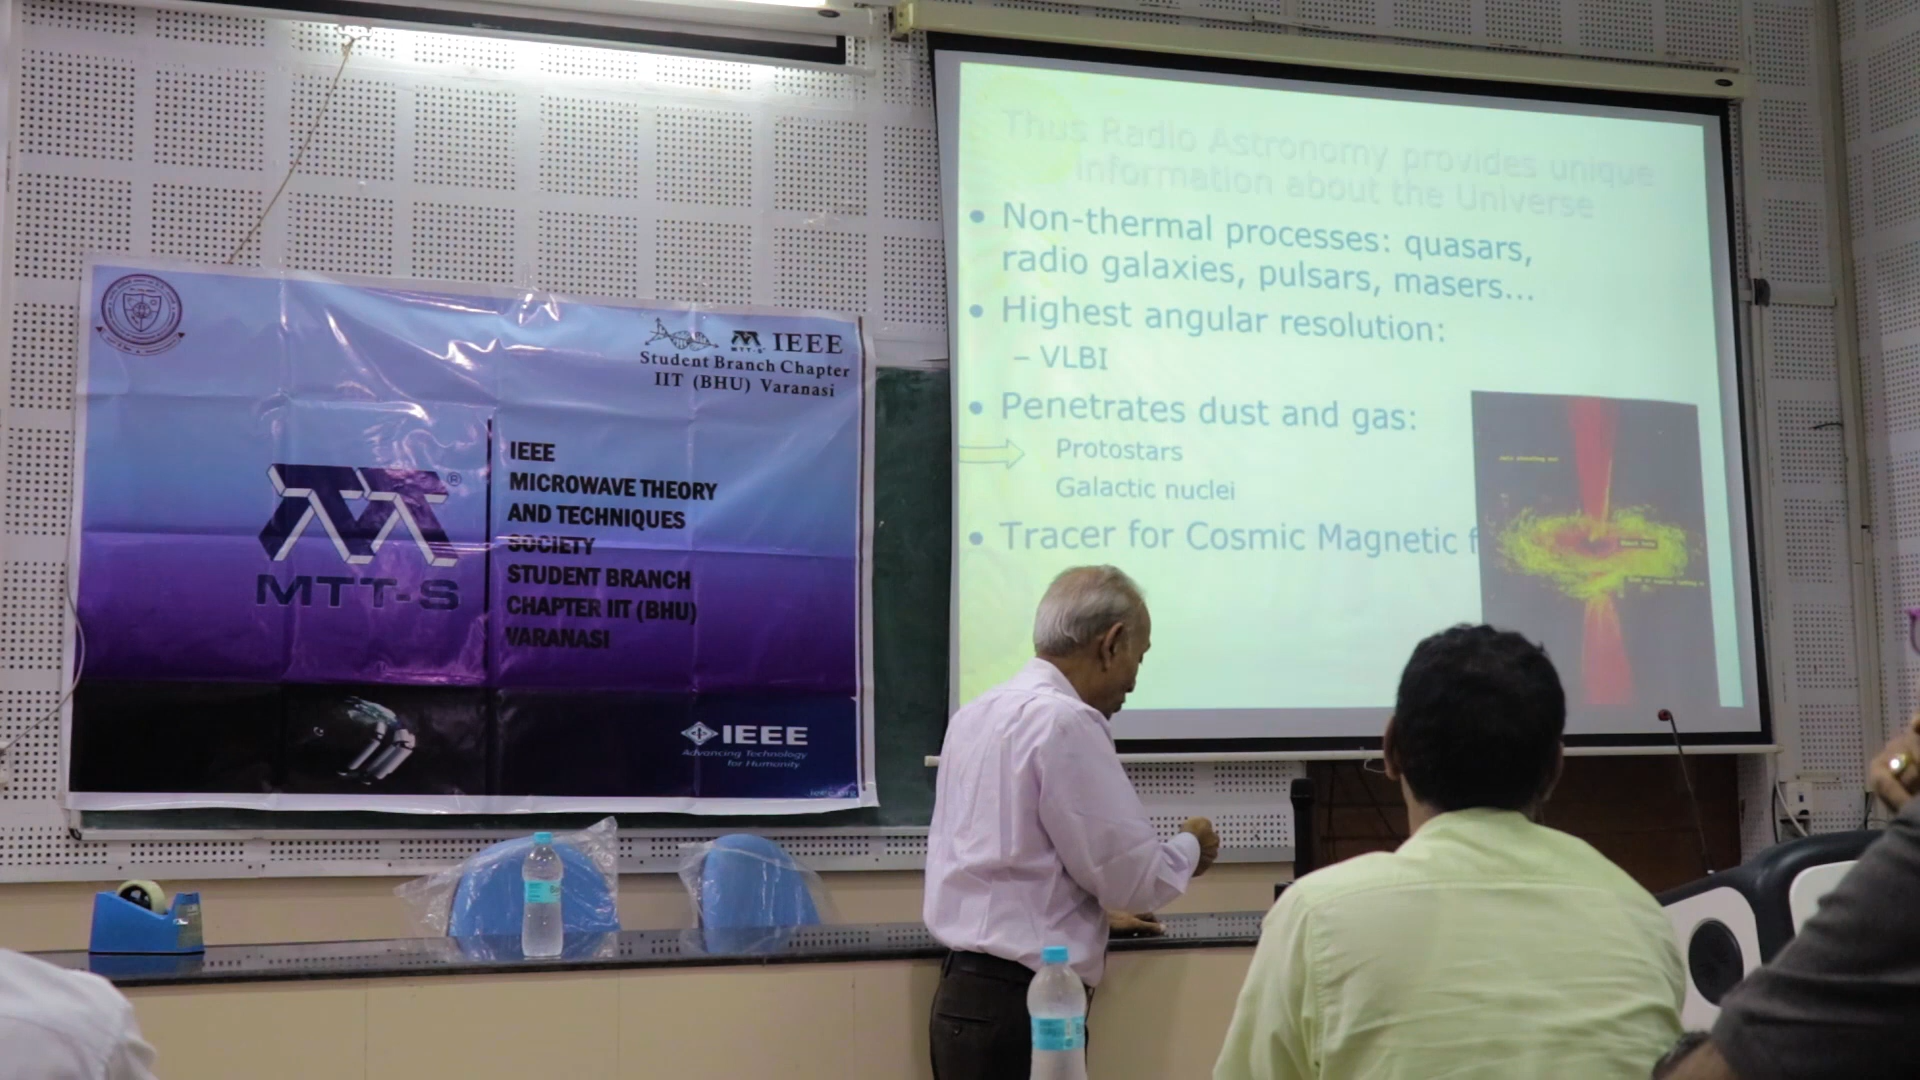 IEEE
Student Branch Chapter
IIT (BHU) Varanasi
IEEE
MICROWAVE THEORY
AND TECHNIQUES
SOCIETY
STUDENT BRANCH
CHAPTER IIT (BHU)
VARANASI
MTT-S
®
IEEE
Advancing Technology
for Humanity
ieee.org
Thus Radio Astronomy provides unique
information about the Universe
• Non-thermal processes: quasars,
radio galaxies, pulsars, masers...
• Highest angular resolution:
– VLBI
• Penetrates dust and gas:
Protostars
Galactic nuclei
• Tracer for Cosmic Magnetic f